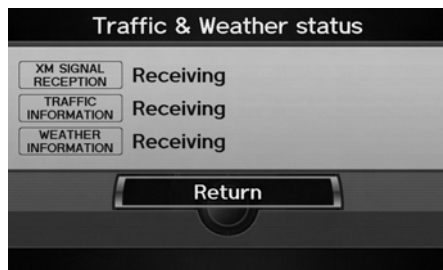 Traffic & Weather status
XM SIGNAL
RECEPTION
Receiving
TRAFFIC
INFORMATION
Receiving
WEATHER
INFORMATION
Receiving
Return